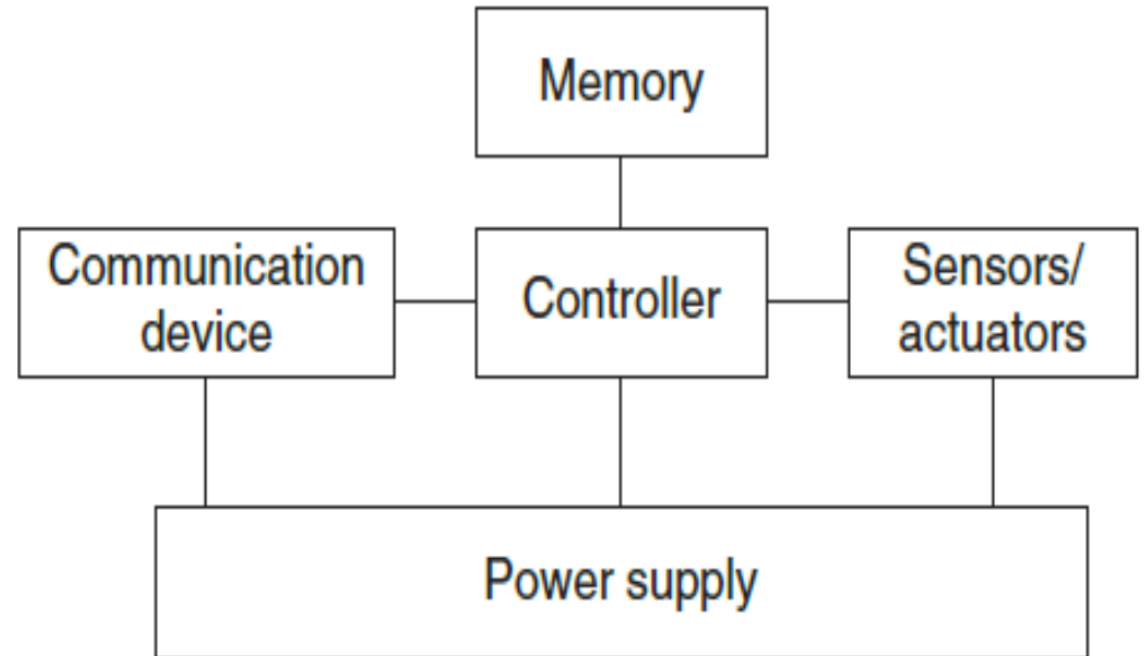 Memory
Communication
device
Controller
Sensors/
actuators
Power supply